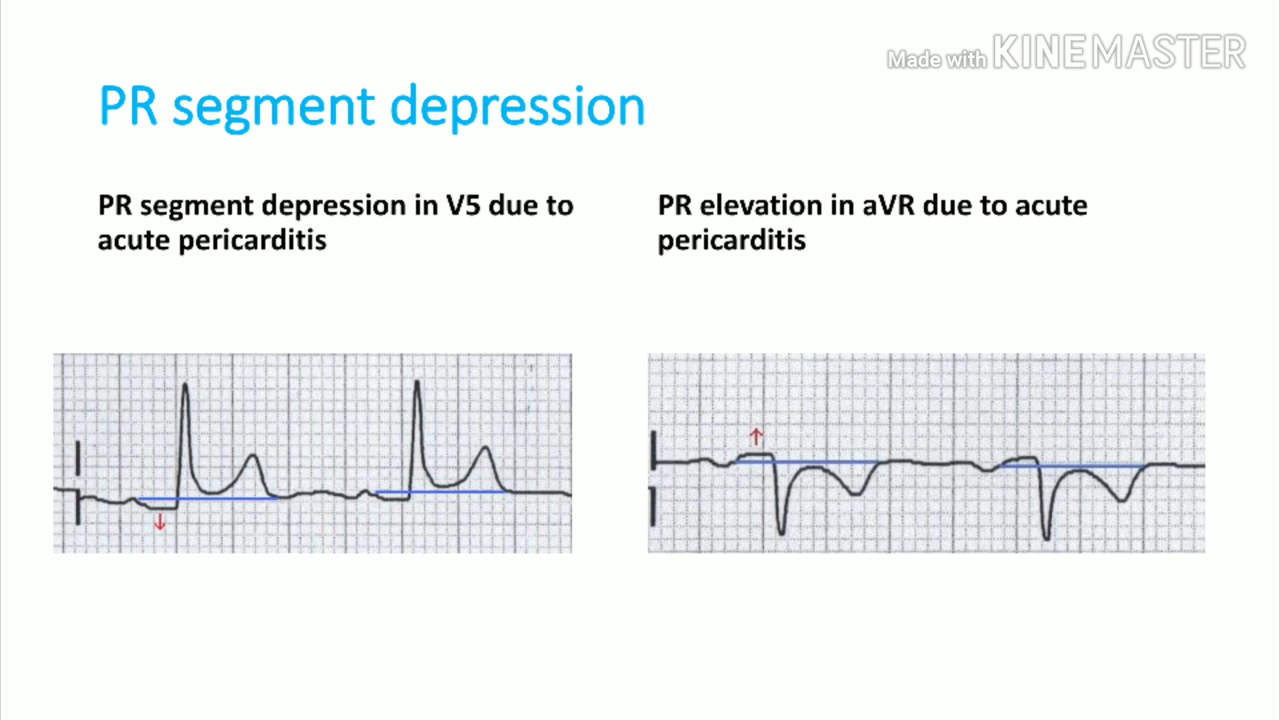 Made with KINEMASTER
PR segment depression
PR segment depression in V5 due to
acute pericarditis
PR elevation in aVR due to acute
pericarditis